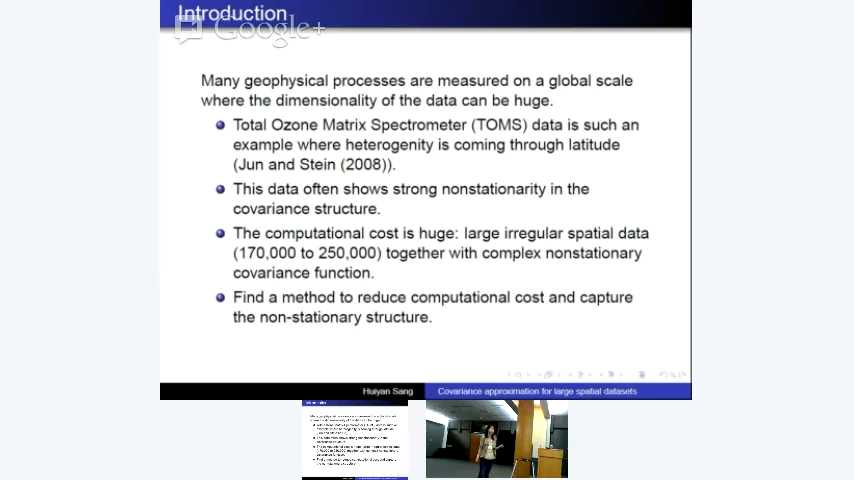 Introduction
Google+
Many geophysical processes are measured on a global scale
where the dimensionality of the data can be huge.
Total Ozone Matrix Spectrometer (TOMS) data is such an
example where heterogenity is coming through latitude
(Jun and Stein (2008)).
This data often shows strong nonstationarity in the
covariance structure.
The computational cost is huge: large irregular spatial data
(170,000 to 250,000) together with complex nonstationary
covariance function.
Find a method to reduce computational cost and capture
the non-stationary structure.
Huiyan Sang Covariance approximation for large spatial datasets